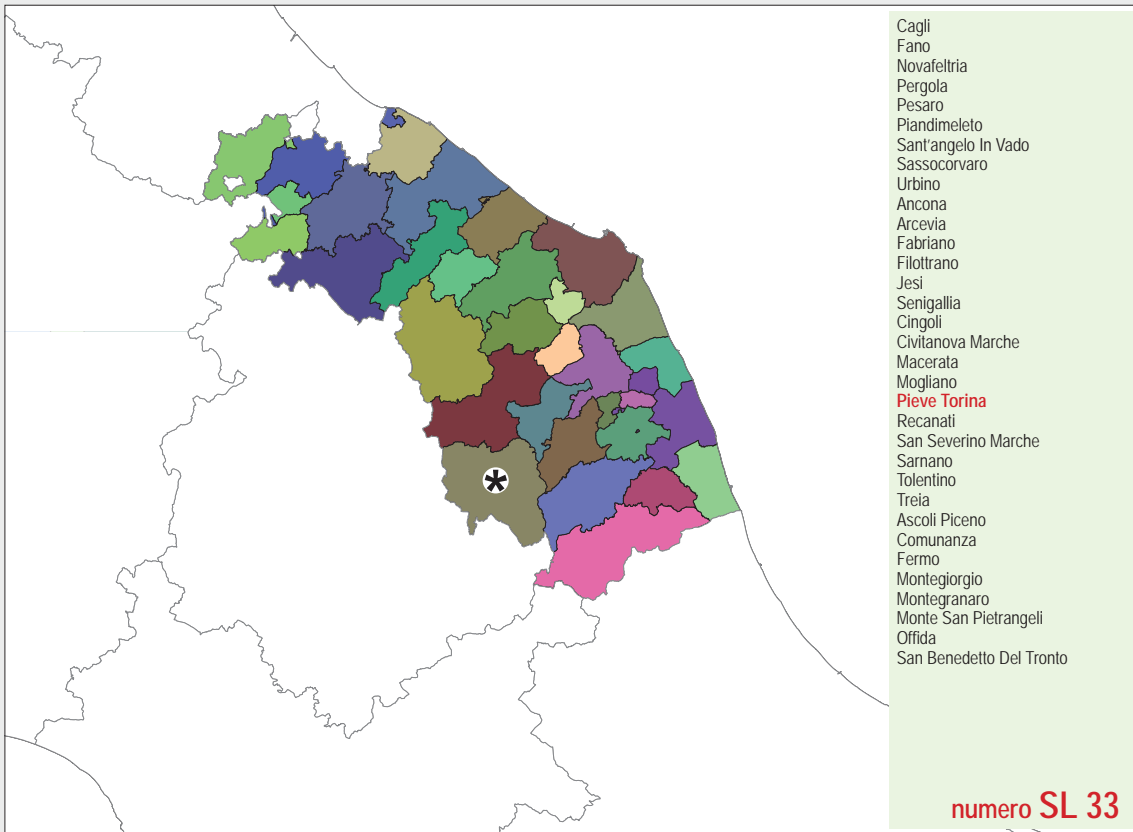 Cagli
Fano
Novafeltria
Pergola
Pesaro
Piandimeleto
Sant'angelo In Vado
Sassocorvaro
Urbino
Ancona
Arcevia
Fabriano
Filottrano
Jesi
Senigallia
Cingoli
Civitanova Marche
Macerata
Mogliano
Pieve Torina
Recanati
San Severino Marche
Sarnano
Tolentino
Treia
Ascoli Piceno
Comunanza
Fermo
Montegiorgio
Montegranaro
Monte San Pietrangeli
Offida
San Benedetto Del Tronto
numero SL 33